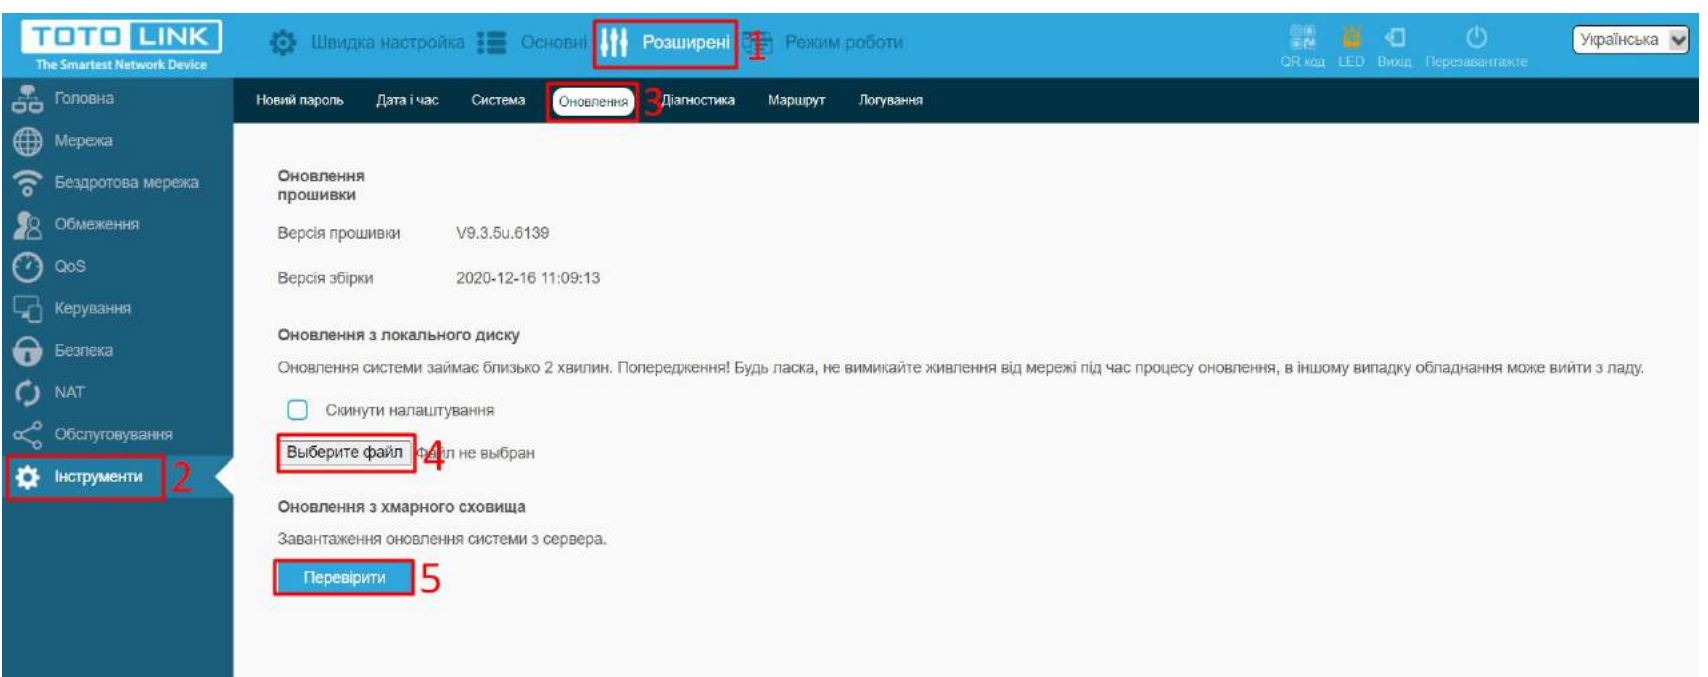 TOTO LINK
The Smartest Network Device
Швидка настройка
Основні
Розширені
1
Режим роботи
QR код
LED
Вихід
Перезавантажте
Українська
Головна
Мережа
Бездротова мережа
Обмеження
QoS
Керування
Безпека
NAT
Обслуговування
Інструменти
2
Новий пароль
Дата і час
Система
Оновлення
3
Діагностика
Маршрут
Логування
Оновлення
прошивки
Версія прошивки V9.3.5u.6139
Версія збірки 2020-12-16 11:09:13
Оновлення з локального диску
Оновлення системи займає близько 2 хвилин. Попередження! Будь ласка, не вимикайте живлення від мережі під час процесу оновлення, в іншому випадку обладнання може вийти з ладу.
Скинути налаштування
Выберите файл
4
Файл не выбран
Оновлення з хмарного сховища
Завантаження оновлення системи з сервера.
Перевірити
5